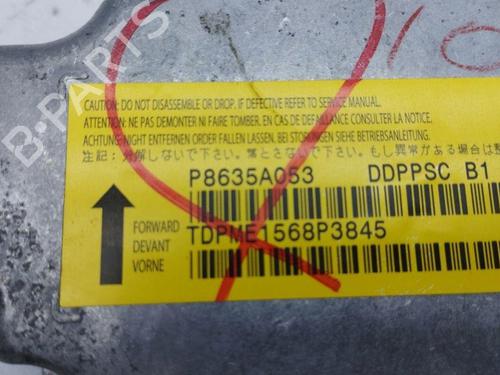 10
B-PARTS
CAUTION: DO NOT DISASSEMBLE OR DROP. IF DEFECTIVE REFER TO SERVICE MANUAL.
ATTENTION: NE PAS DEMONTER NI FAIRE TOMBER. EN CAS DE DEFAILLANCE CONSULTER LA NOTICE.
ACHTUNG: NICHT ENTFERNEN ORDER FALLEN LASSEN. BEI STÖRUNGEN SIEHE BETRIEBSANLEITUNG.
注記: 分解しないで下さい。落とさないで下さい。もし異常がある場合は整
P8635A053 DDPPSC B1
FORWARD
DEVANT
VORNE
TDPME1568P3845